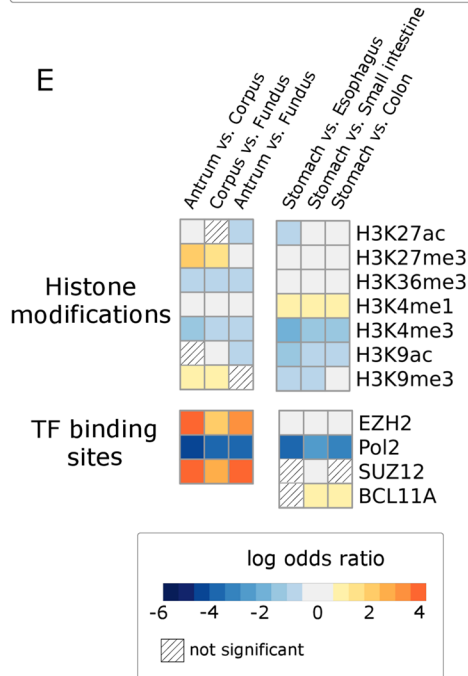 E
Antrum vs. Corpus
Corpus vs. Fundus
Antrum vs. Fundus
Stomach vs. Esophagus
Stomach vs. Small intestine
Stomach vs. Colon
Histone
modifications
H3K27ac
H3K27me3
H3K36me3
H3K4me1
H3K4me3
H3K9ac
H3K9me3
TF binding
sites
EZH2
Pol2
SUZ12
BCL11A
log odds ratio
-6 -4 -2 0 2 4
not significant